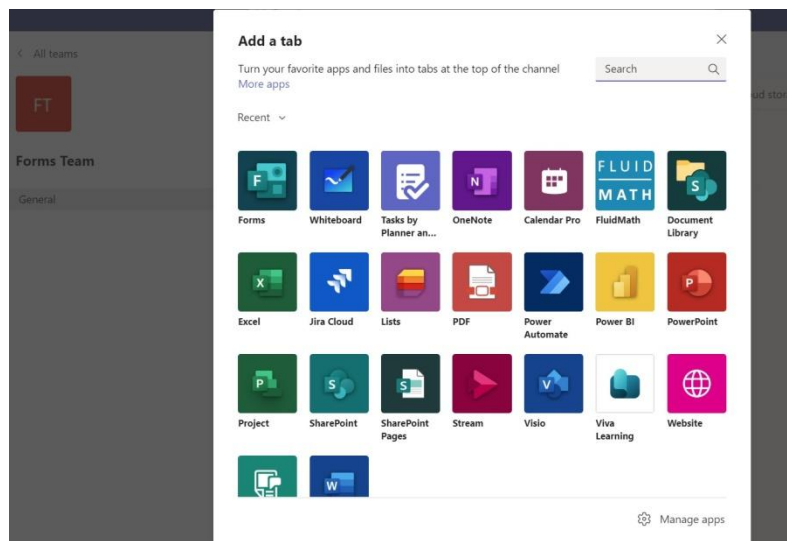 All teams
FT
Forms Team
General
Add a tab
Turn your favorite apps and files into tabs at the top of the channel
More apps
Search
Recent
FLUID
MATH
Forms
Whiteboard
Tasks by
Planner an...
OneNote
Calendar Pro
FluidMath
Document
Library
Excel
Jira Cloud
Lists
PDF
Power
Automate
Power BI
PowerPoint
Project
SharePoint
SharePoint
Pages
Stream
Visio
Viva
Learning
Website
Manage apps